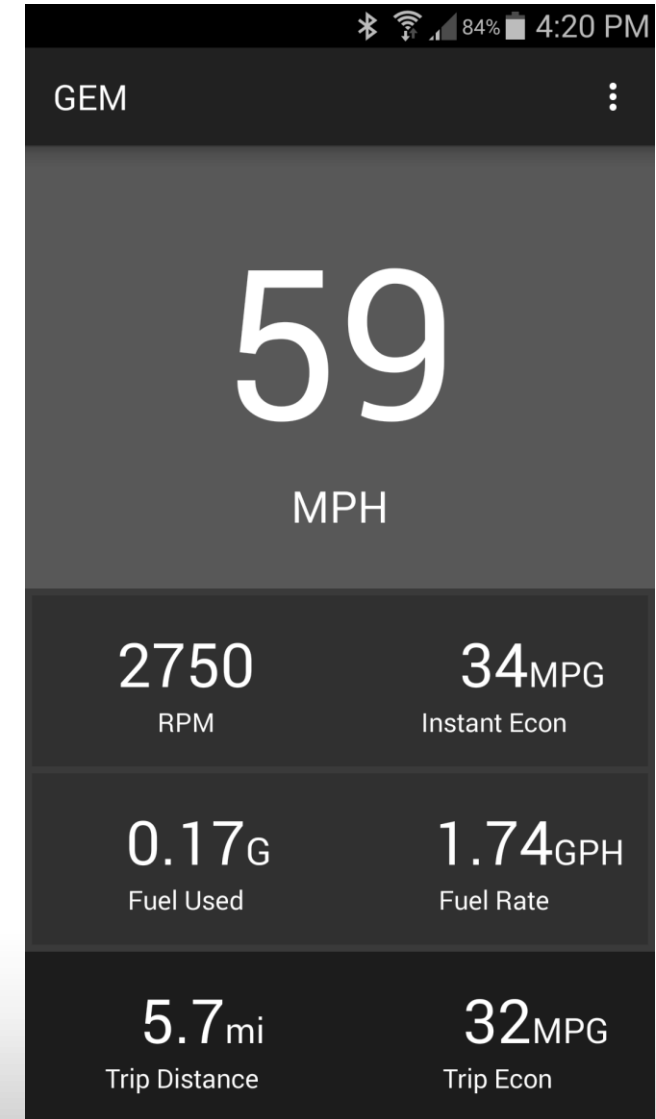 84% 4:20 PM
GEM
59
MPH
2750 34MPG
RPM Instant Econ
0.17G 1.74GPH
Fuel Used Fuel Rate
5.7mi 32MPG
Trip Distance Trip Econ